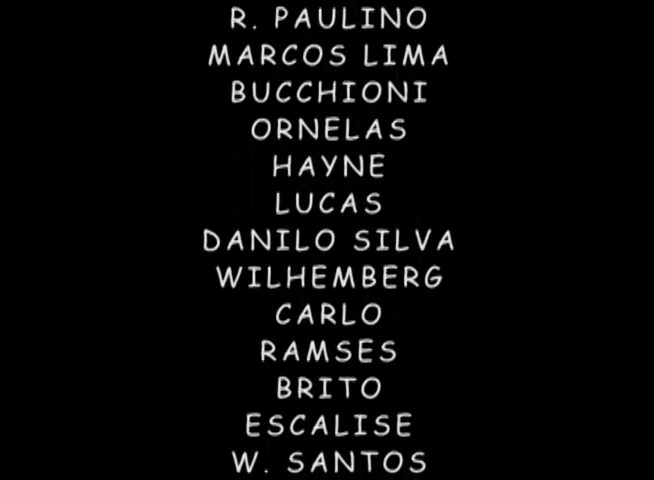 R. PAULINO
MARCOS LIMA
BUCCHIONI
ORNELAS
HAYNE
LUCAS
DANILO SILVA
WILHEMBERG
CARLO
RAMSES
BRITO
ESCALISE
W. SANTOS